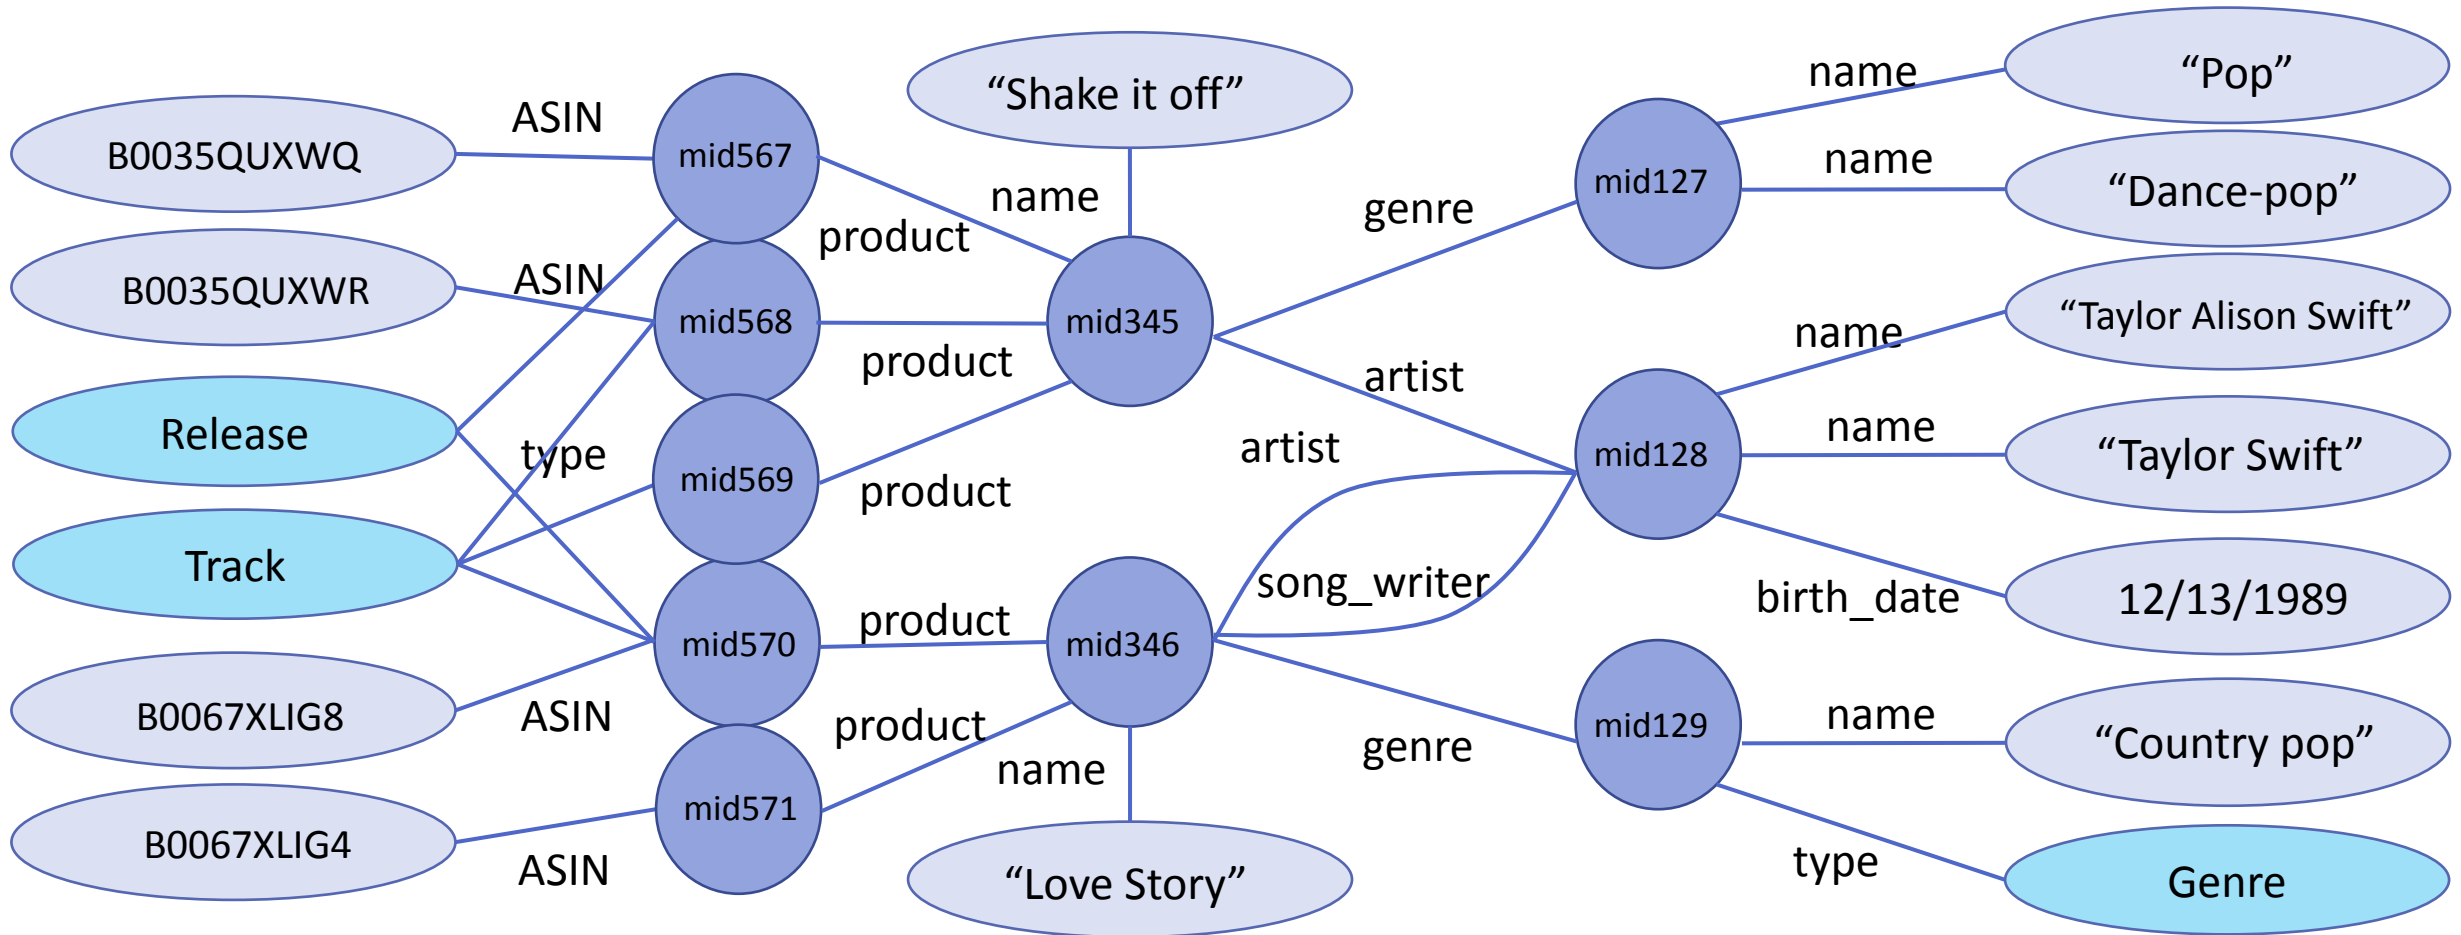 B0035QUXWQ
B0035QUXWR
Release
Track
B0067XLIG8
B0067XLIG4
ASIN
ASIN
type
ASIN
ASIN
mid567
mid568
mid569
mid570
mid571
product
product
product
product
product
“Shake it off”
name
mid345
mid346
name
“Love Story”
genre
artist
artist
song_writer
genre
mid127
mid128
mid129
name
name
name
name
birth_date
name
type
“Pop”
“Dance-pop”
“Taylor Alison Swift”
“Taylor Swift”
12/13/1989
“Country pop”
Genre